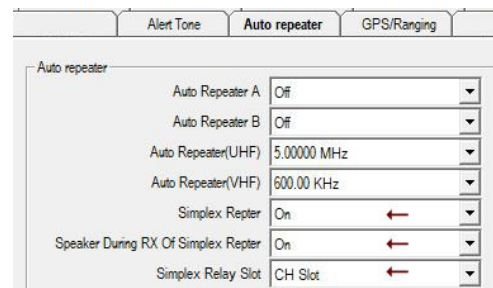 Alert Tone Auto repeater GPS/Ranging
Auto repeater
Auto Repeater A Off
Auto Repeater B Off
Auto Repeater(UHF) 5.00000 MHz
Auto Repeater(VHF) 600.00 KHz
Simplex Repter On
Speaker During RX Of Simplex Repter On
Simplex Relay Slot CH Slot